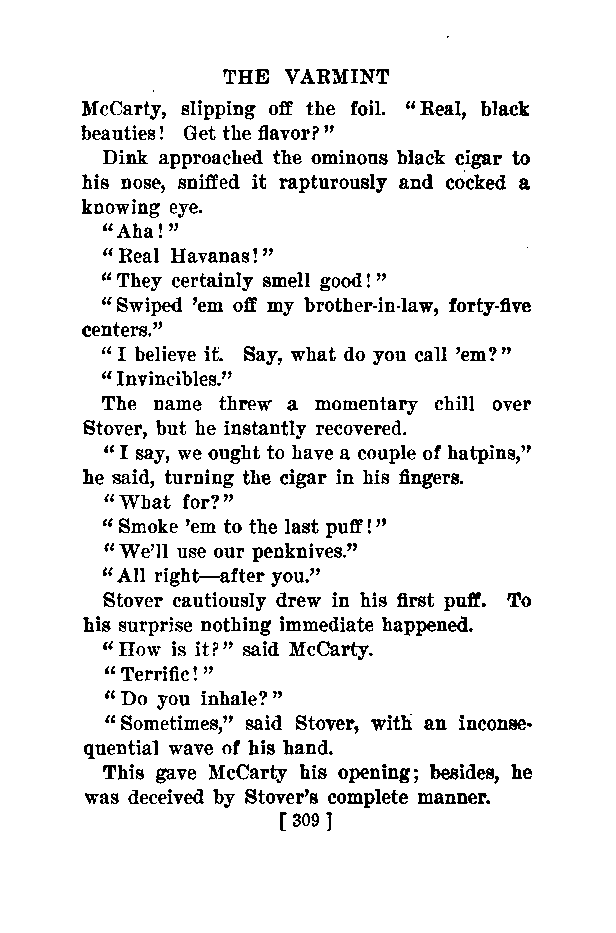 THE VARMINT
McCarty, slipping off the foil. "Real, black
beauties! Get the flavor?"
Dink approached the ominous black cigar to
his nose, sniffed it rapturously and cocked a
knowing eye.
"Aha!"
"Real Havanas!"
"They certainly smell good!"
"Swiped 'em off my brother-in-law, forty-five
centers."
"I believe it. Say, what do you call 'em?"
"Invincibles."
The name threw a momentary chill over
Stover, but he instantly recovered.
"I say, we ought to have a couple of hatpins,"
he said, turning the cigar in his fingers.
"What for?"
"Smoke 'em to the last puff!"
"We'll use our penknives."
"All right—after you."
Stover cautiously drew in his first puff. To
his surprise nothing immediate happened.
"How is it?" said McCarty.
"Terrific!"
"Do you inhale?"
"Sometimes," said Stover, with an inconse-
quential wave of his hand.
This gave McCarty his opening; besides, he
was deceived by Stover's complete manner.
[ 309 ]